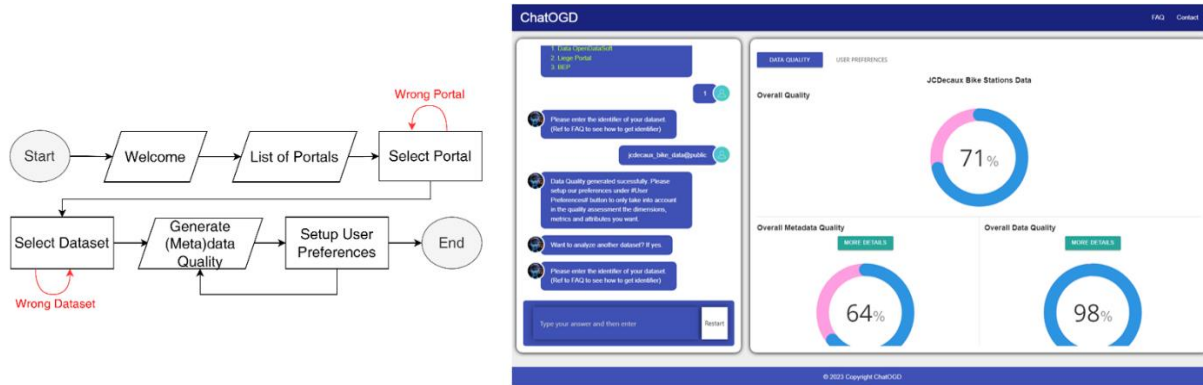 Start
Welcome
List of Portals
Wrong Portal
Select Portal
Select Dataset
Wrong Dataset
Generate
(Meta)data
Quality
Setup User
Preferences
End
ChatOGD
FAQ Contact
1. Data OpenDataSoft
2. Liege Portal
3. BEP
1
Please enter the identifier of your dataset.
(Ref to FAQ to see how to get identifier)
jcdecaux_bike_data@public
Data Quality generated sucessfully. Please
setup our preferences under #User
Preferences# button to only take into account
in the quality assessment the dimensions,
metrics and attributes you want.
Want to analyze another dataset? If yes.
Please enter the identifier of your dataset.
(Ref to FAQ to see how to get identifier)
Type your answer and then enter
Restart
DATA QUALITY USER PREFERENCES
JCDecaux Bike Stations Data
Overall Quality
71%
Overall Metadata Quality
MORE DETAILS
64%
Overall Data Quality
MORE DETAILS
98%
© 2023 Copyright ChatOGD